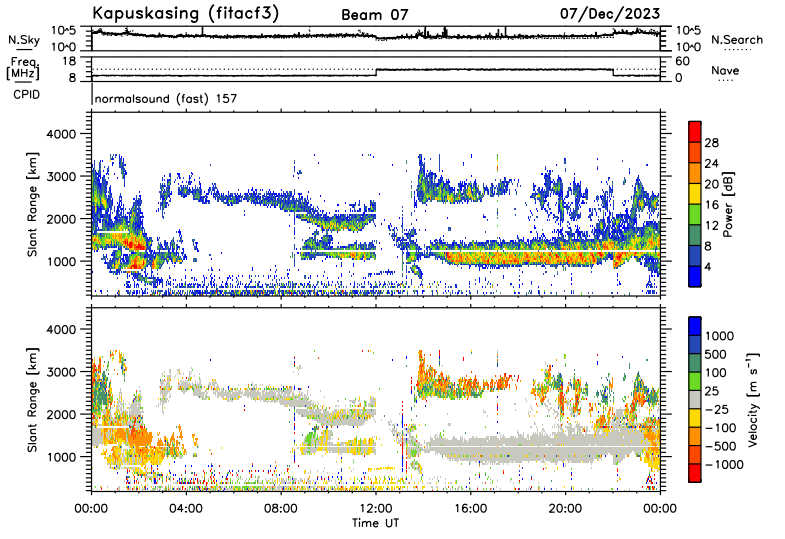 Kapuskasing (fitacf3) Beam 07 07/Dec/2023
N.Sky 10^5 10^0 10^5 10^0 N.Search
Freq. [MHz] 18 8 60 0 Nave
CPID normalsound (fast) 157
Slant Range [km] 4000 3000 2000 1000
Power [dB] 28 24 20 16 12 8 4
Slant Range [km] 4000 3000 2000 1000
Velocity [m s⁻¹] 1000 500 100 25 −25 −100 −500 −1000
00:00 04:00 08:00 12:00 16:00 20:00 00:00
Time UT